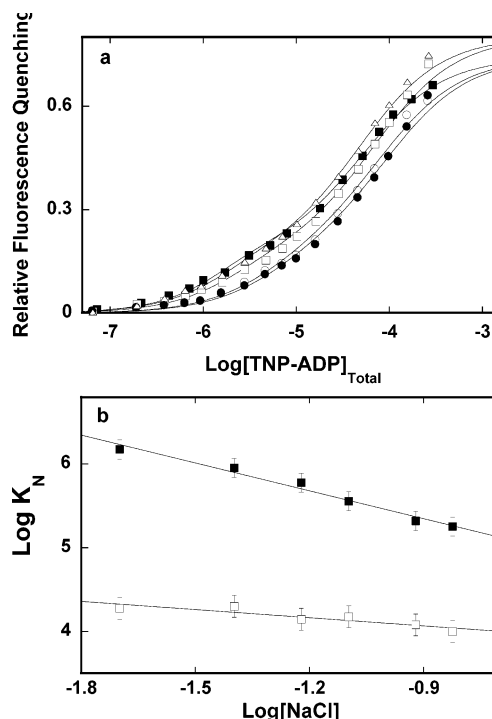 a
Relative Fluorescence Quenching
0.6
0.3
0
-7
-6
-5
-4
-3
Log[TNP-ADP]Total
b
Log KN
6
5
4
-1.8
-1.5
-1.2
-0.9
Log[NaCl]